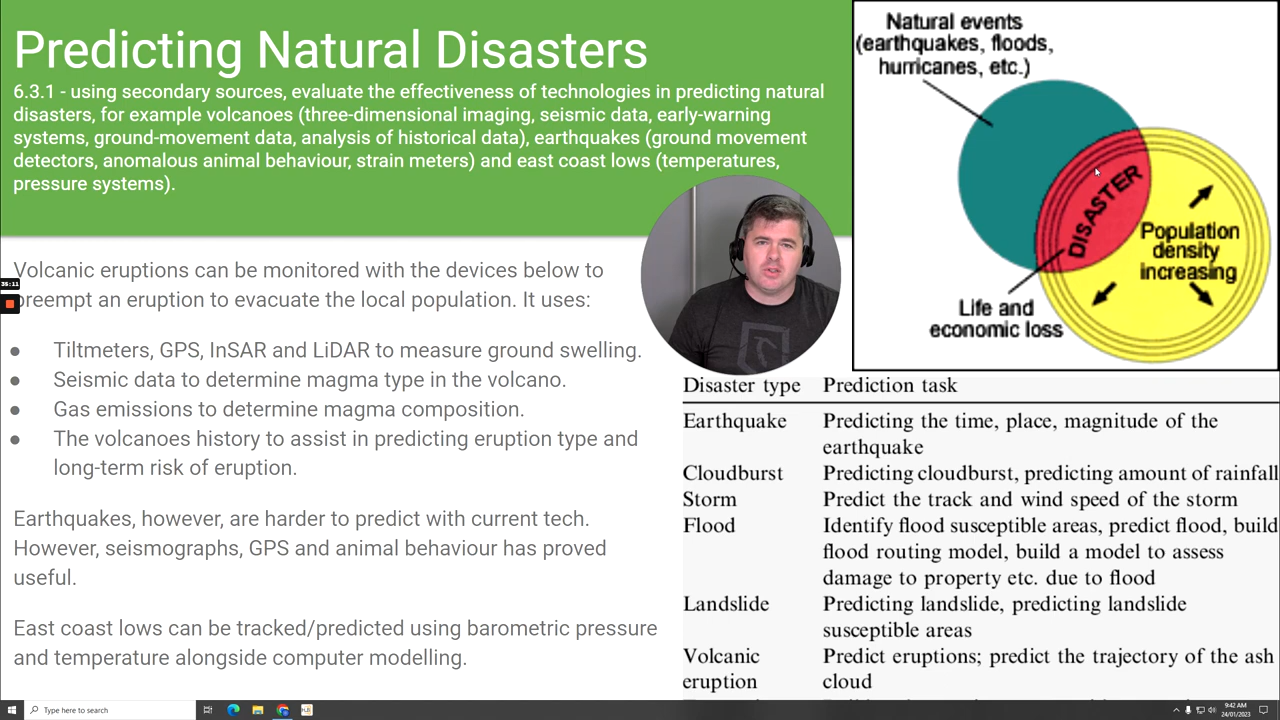 Predicting Natural Disasters
6.3.1 - using secondary sources, evaluate the effectiveness of technologies in predicting natural
disasters, for example volcanoes (three-dimensional imaging, seismic data, early-warning
systems, ground-movement data, analysis of historical data), earthquakes (ground movement
detectors, anomalous animal behaviour, strain meters) and east coast lows (temperatures,
pressure systems).
Natural events
(earthquakes, floods,
hurricanes, etc.)
DISASTER
Population
density
increasing
Life and
economic loss
Volcanic eruptions can be monitored with the devices below to
preempt an eruption to evacuate the local population. It uses:
35:11
● Tiltmeters, GPS, InSAR and LiDAR to measure ground swelling.
● Seismic data to determine magma type in the volcano.
● Gas emissions to determine magma composition.
● The volcanoes history to assist in predicting eruption type and
long-term risk of eruption.
Earthquakes, however, are harder to predict with current tech.
However, seismographs, GPS and animal behaviour has proved
useful.
East coast lows can be tracked/predicted using barometric pressure
and temperature alongside computer modelling.
Disaster type Prediction task
Earthquake Predicting the time, place, magnitude of the
earthquake
Cloudburst Predicting cloudburst, predicting amount of rainfall
Storm Predict the track and wind speed of the storm
Flood Identify flood susceptible areas, predict flood, build
flood routing model, build a model to assess
damage to property etc. due to flood
Landslide Predicting landslide, predicting landslide
susceptible areas
Volcanic Predict eruptions; predict the trajectory of the ash
eruption cloud
Type here to search
9:42 AM
24/01/2023